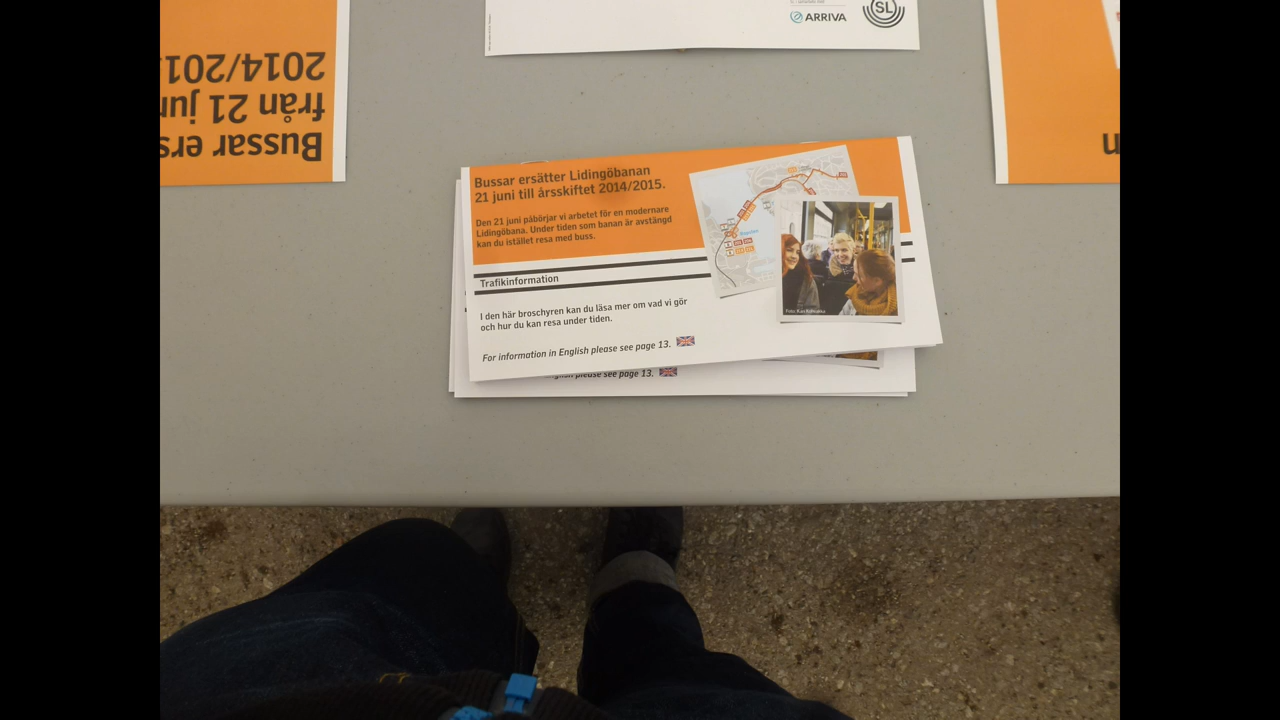 ARRIVA
SL
Bussar
från 21
2014/
Bussar ersätter Lidingöbanan
21 juni till årsskiftet 2014/2015.
Den 21 juni påbörjar vi arbetet för en modernare
Lidingöbana. Under tiden som banan är avstängd
kan du istället resa med buss.
Trafikinformation
I den här broschyren kan du läsa mer om vad vi gör
och hur du kan resa under tiden.
For information in English please see page 13.
please see page 13.